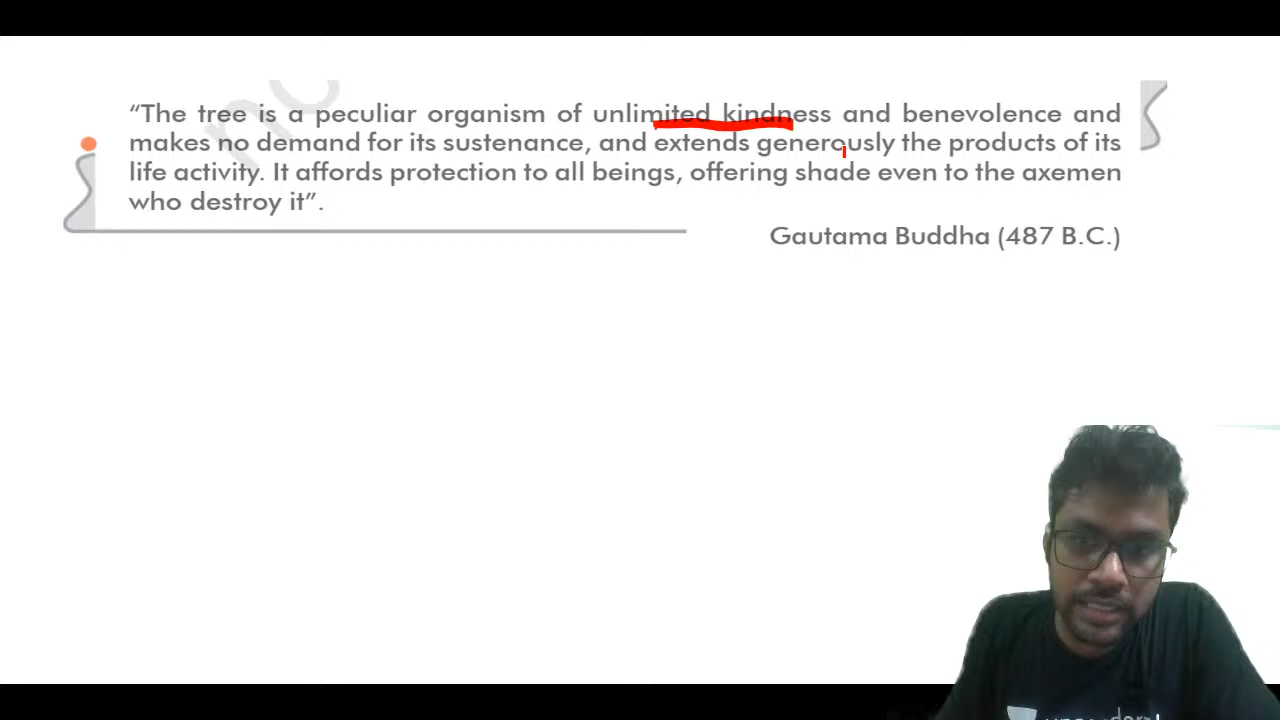 “The tree is a peculiar organism of unlimited kindness and benevolence and
makes no demand for its sustenance, and extends generously the products of its
life activity. It affords protection to all beings, offering shade even to the axemen
who destroy it”.
Gautama Buddha (487 B.C.)